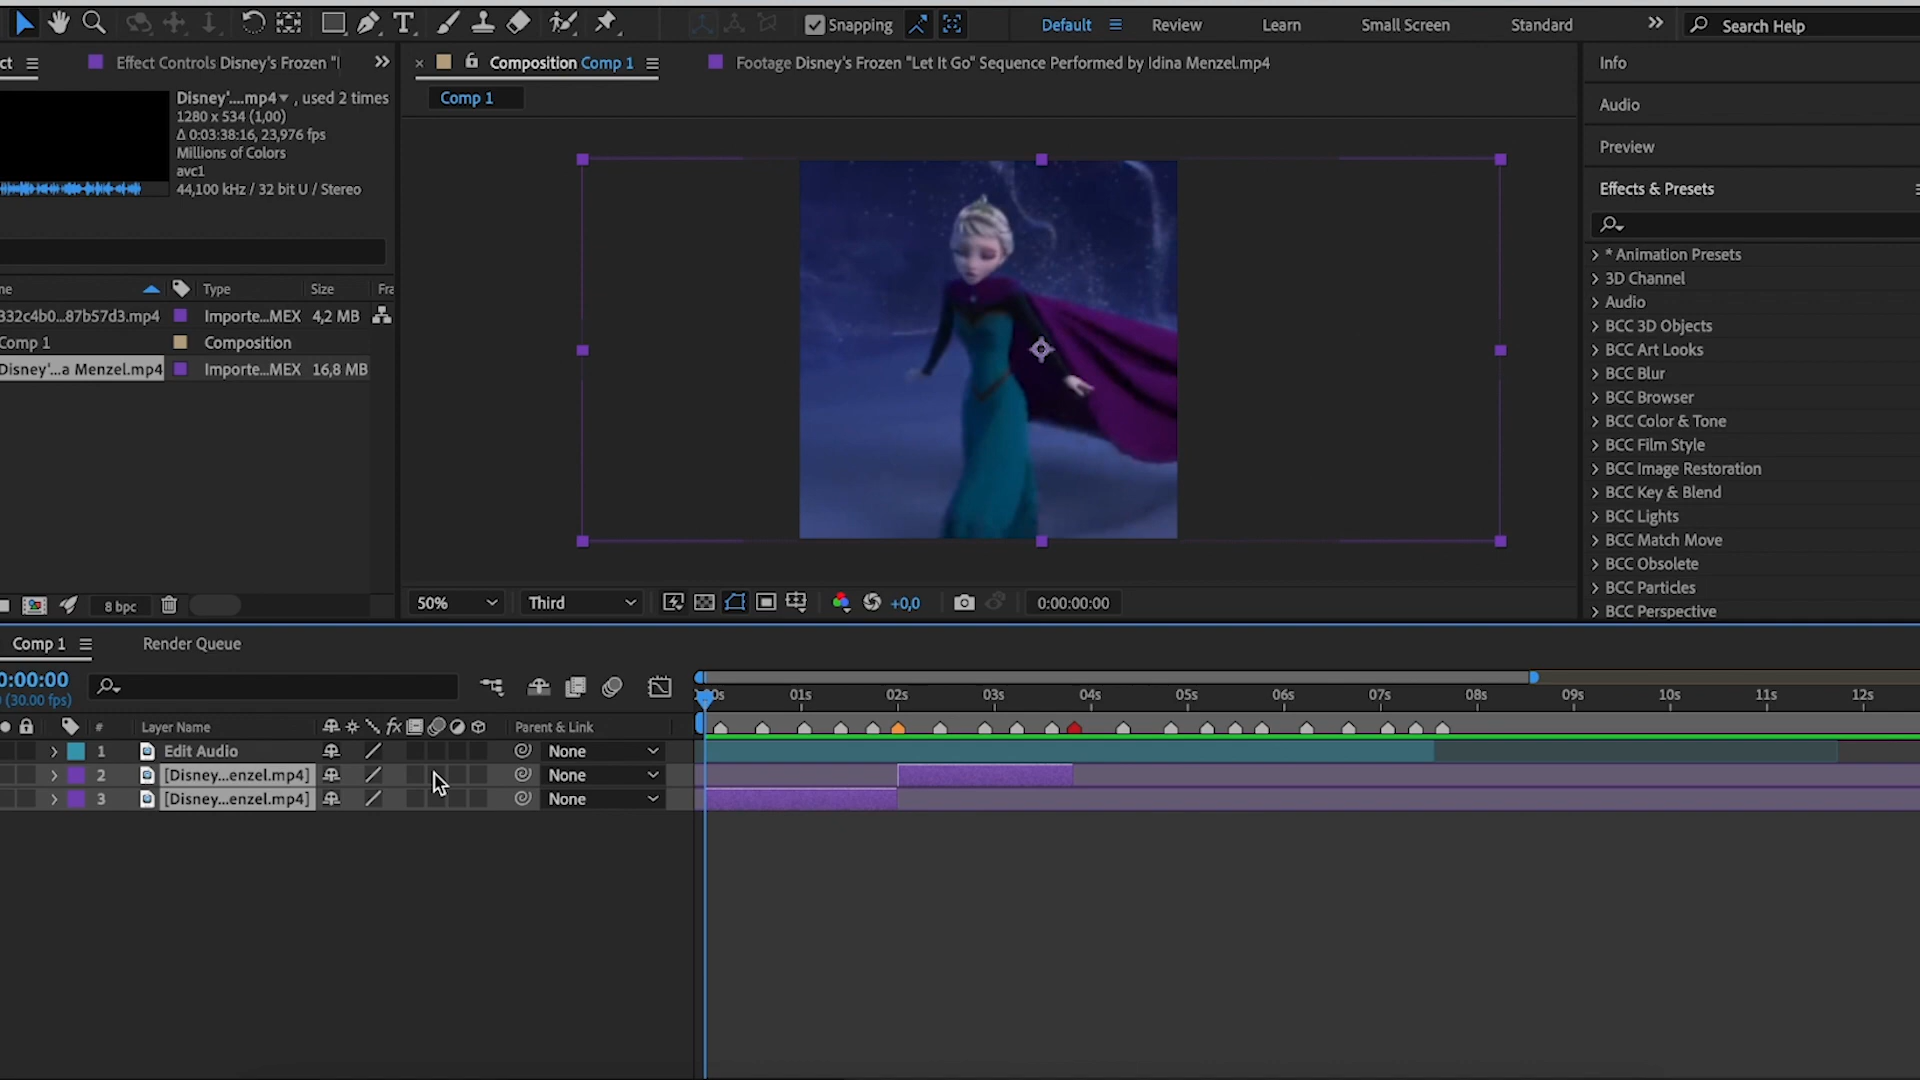 Snapping
Default
Review
Learn
Small Screen
Standard
Search Help
ct
Effect Controls Disney's Frozen "
Composition Comp 1
Footage Disney's Frozen "Let It Go" Sequence Performed by Idina Menzel.mp4
Comp 1
Disney'....mp4 , used 2 times
1280 x 534 (1,00)
Δ 0:03:38:16, 23,976 fps
Millions of Colors
avc1
44,100 kHz / 32 bit U / Stereo
ne Type Size Fra
332c4b0...87b57d3.mp4 Importe...MEX 4,2 MB
Comp 1 Composition
Disney'...a Menzel.mp4 Importe...MEX 16,8 MB
8 bpc
50%
Third
+0,0
0:00:00:00
Info
Audio
Preview
Effects & Presets
* Animation Presets
3D Channel
Audio
BCC 3D Objects
BCC Art Looks
BCC Blur
BCC Browser
BCC Color & Tone
BCC Film Style
BCC Image Restoration
BCC Key & Blend
BCC Lights
BCC Match Move
BCC Obsolete
BCC Particles
BCC Perspective
Comp 1
Render Queue
0:00:00
(30.00 fps)
00s 01s 02s 03s 04s 05s 06s 07s 08s 09s 10s 11s 12s
# Layer Name fx Parent & Link
1 Edit Audio None
2 [Disney...enzel.mp4] None
3 [Disney...enzel.mp4] None